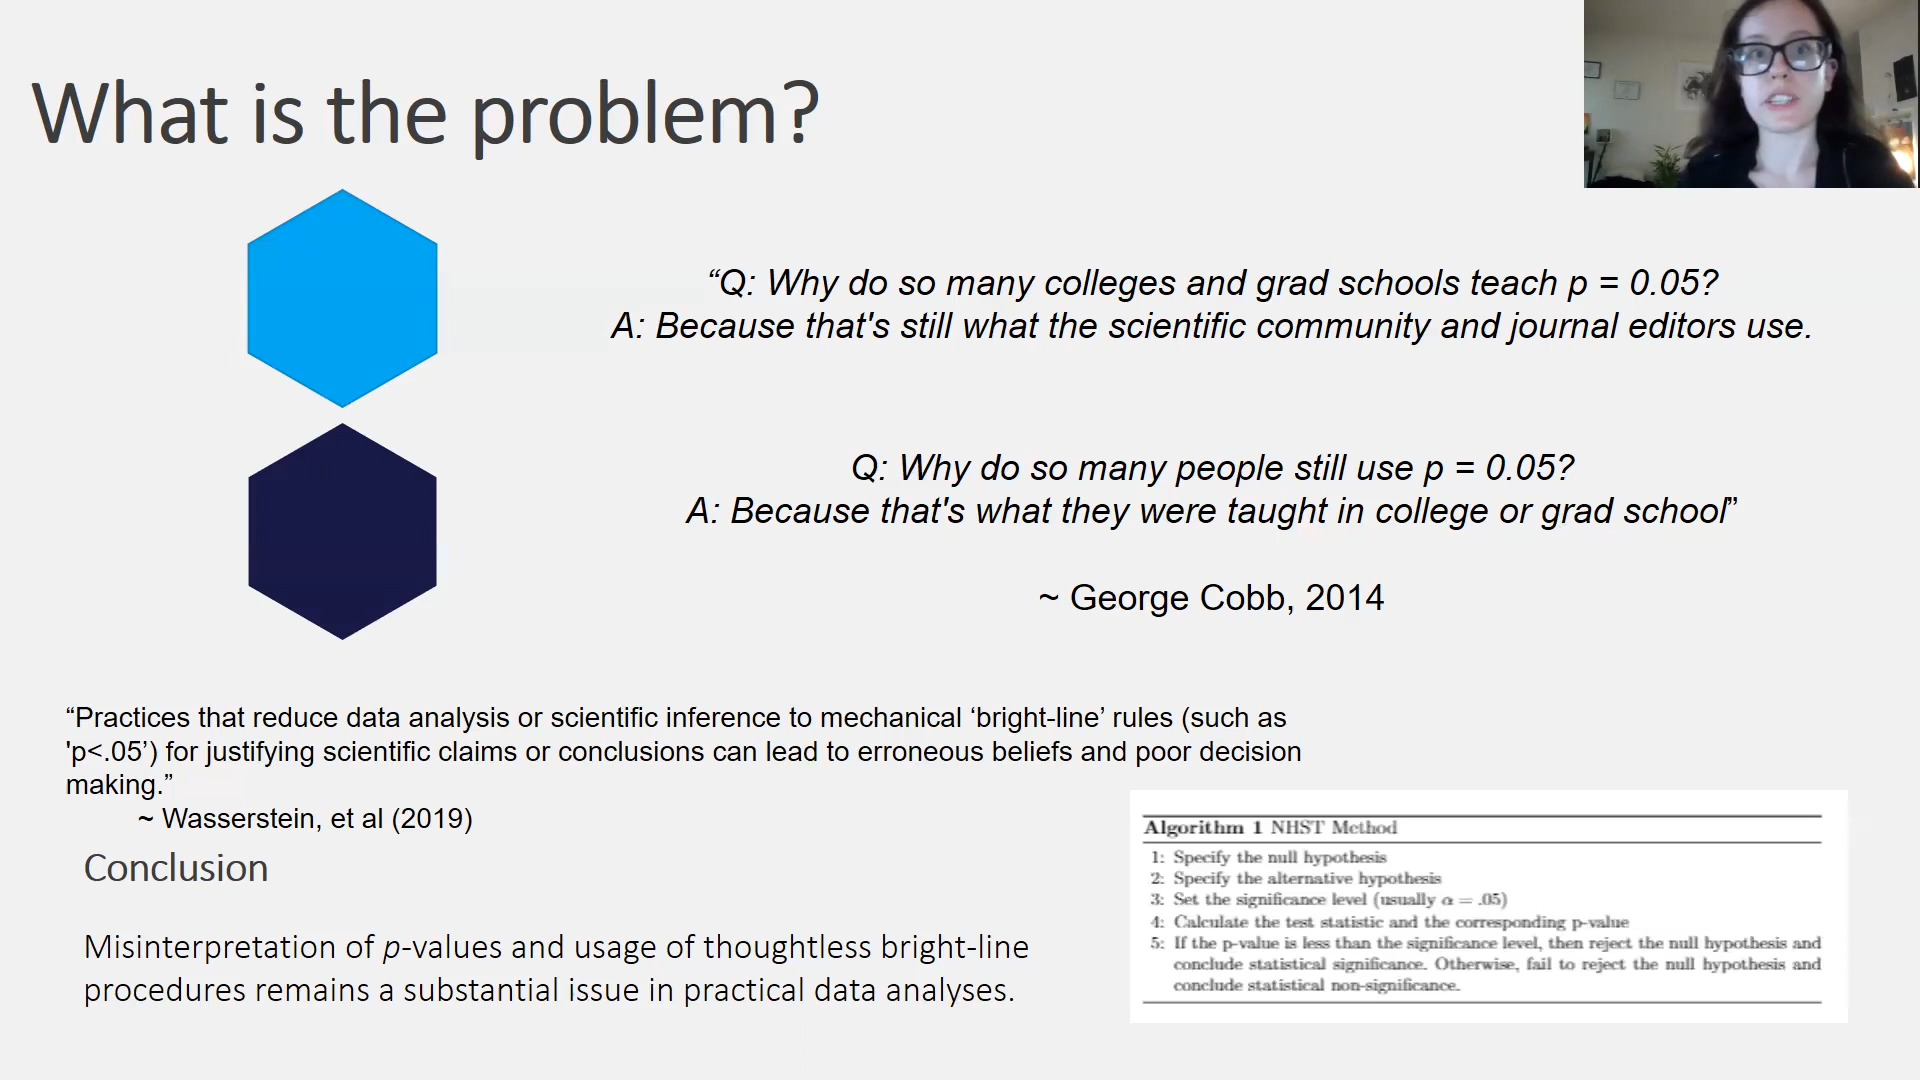 What is the problem?
“Q: Why do so many colleges and grad schools teach p = 0.05?
A: Because that's still what the scientific community and journal editors use.
Q: Why do so many people still use p = 0.05?
A: Because that's what they were taught in college or grad school”
~ George Cobb, 2014
“Practices that reduce data analysis or scientific inference to mechanical ‘bright-line’ rules (such as
'p<.05’) for justifying scientific claims or conclusions can lead to erroneous beliefs and poor decision
making.”
~ Wasserstein, et al (2019)
Conclusion
Misinterpretation of p-values and usage of thoughtless bright-line
procedures remains a substantial issue in practical data analyses.
Algorithm 1 NHST Method
1: Specify the null hypothesis
2: Specify the alternative hypothesis
3: Set the significance level (usually α = .05)
4: Calculate the test statistic and the corresponding p-value
5: If the p-value is less than the significance level, then reject the null hypothesis and
conclude statistical significance. Otherwise, fail to reject the null hypothesis and
conclude statistical non-significance.